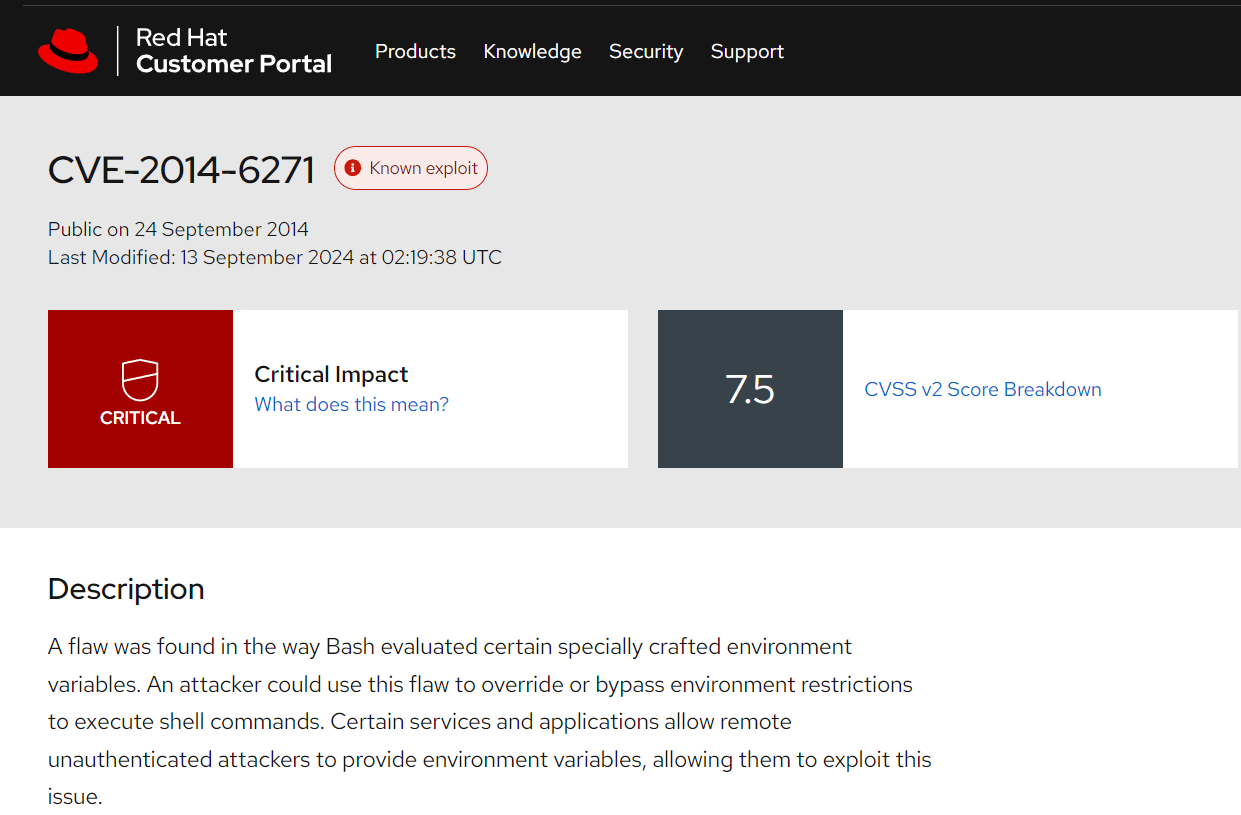 Red Hat
Customer Portal
Products Knowledge Security Support
CVE-2014-6271 Known exploit
Public on 24 September 2014
Last Modified: 13 September 2024 at 02:19:38 UTC
CRITICAL
Critical Impact
What does this mean?
7.5
CVSS v2 Score Breakdown
Description
A flaw was found in the way Bash evaluated certain specially crafted environment
variables. An attacker could use this flaw to override or bypass environment restrictions
to execute shell commands. Certain services and applications allow remote
unauthenticated attackers to provide environment variables, allowing them to exploit this
issue.